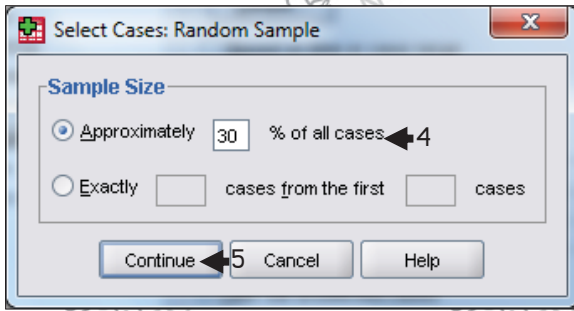 Select Cases: Random Sample
X
Sample Size
Approximately 30 % of all cases 4
Exactly cases from the first cases
Continue 5 Cancel Help